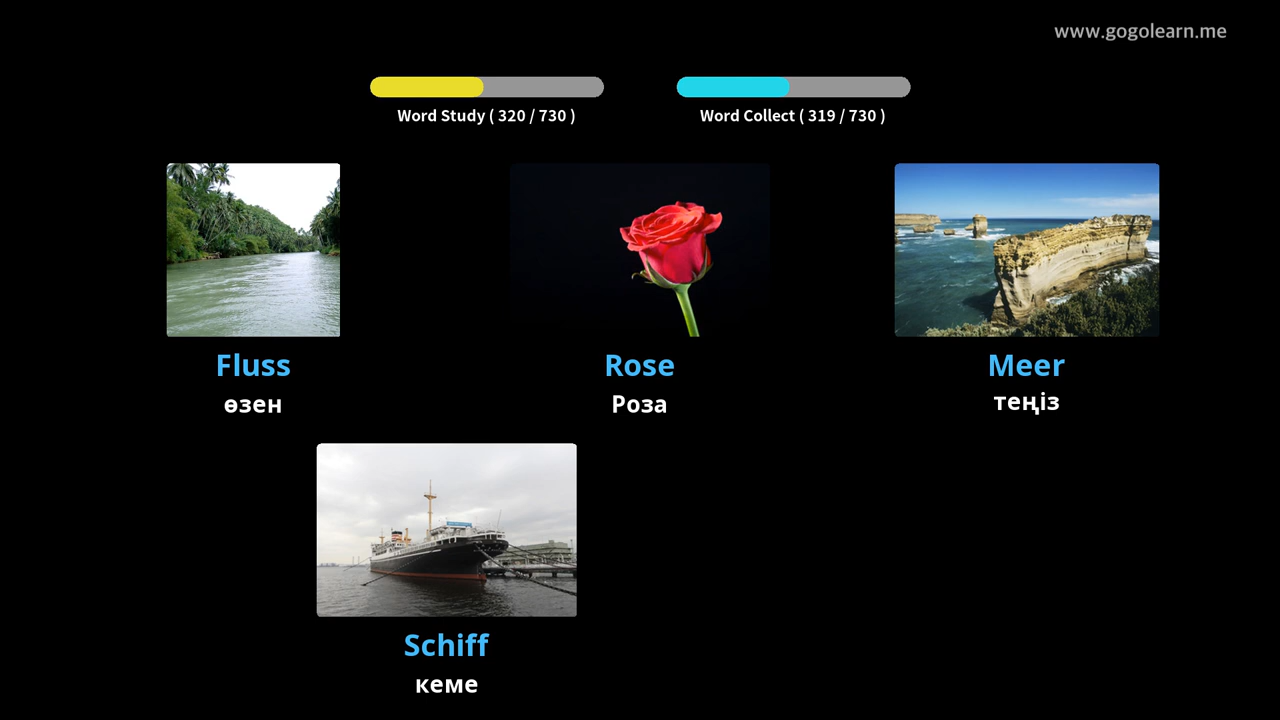 www.gogolearn.me
Word Study ( 320 / 730 )
Word Collect ( 319 / 730 )
Fluss
өзен
Rose
Роза
Meer
теңіз
Schiff
кеме